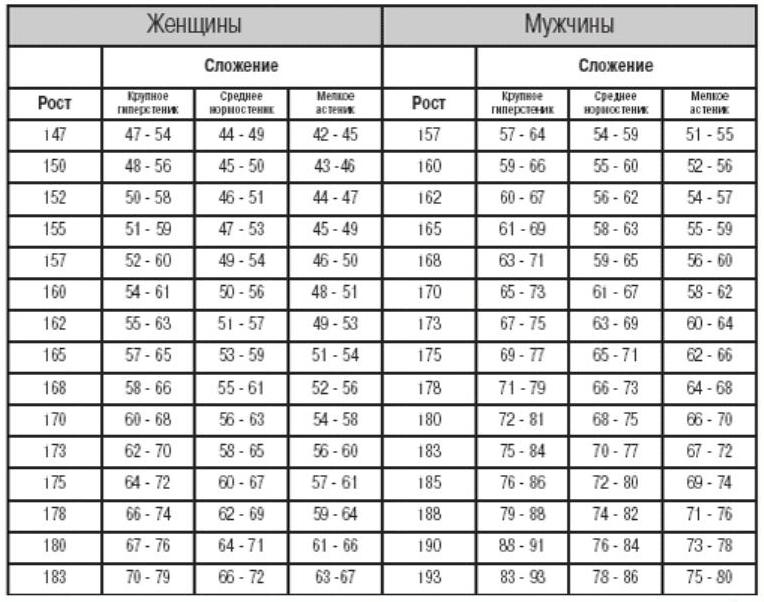 Женщины Мужчины
Сложение Сложение
Рост Крупное гиперстеник Среднее нормостеник Мелкое астеник Рост Крупное гиперстеник Среднее нормостеник Мелкое астеник
147 47 - 54 44 - 49 42 - 45 157 57 - 64 54 - 59 51 - 55
150 48 - 56 45 - 50 43 -46 160 59 - 66 55 - 60 52 - 56
152 50 - 58 46 - 51 44 - 47 162 60 - 67 56 - 62 54 - 57
155 51 - 59 47 - 53 45 - 49 165 61 - 69 58 - 63 55 - 59
157 52 - 60 49 - 54 46 - 50 168 63 - 71 59 - 65 56 - 60
160 54 - 61 50 - 56 48 - 51 170 65 - 73 61 - 67 58 - 62
162 55 - 63 51 - 57 49 - 53 173 67 - 75 63 - 69 60 - 64
165 57 - 65 53 - 59 51 - 54 175 69 - 77 65 - 71 62 - 66
168 58 - 66 55 - 61 52 - 56 178 71 - 79 66 - 73 64 - 68
170 60 - 68 56 - 63 54 - 58 180 72 - 81 68 - 75 66 - 70
173 62 - 70 58 - 65 56 - 60 183 75 - 84 70 - 77 67 - 72
175 64 - 72 60 - 67 57 - 61 185 76 - 86 72 - 80 69 - 74
178 66 - 74 62 - 69 59 - 64 188 79 - 88 74 - 82 71 - 76
180 67 - 76 64 - 71 61 - 66 190 88 - 91 76 - 84 73 - 78
183 70 - 79 66 - 72 63 -67 193 83 - 93 78 - 86 75 - 80